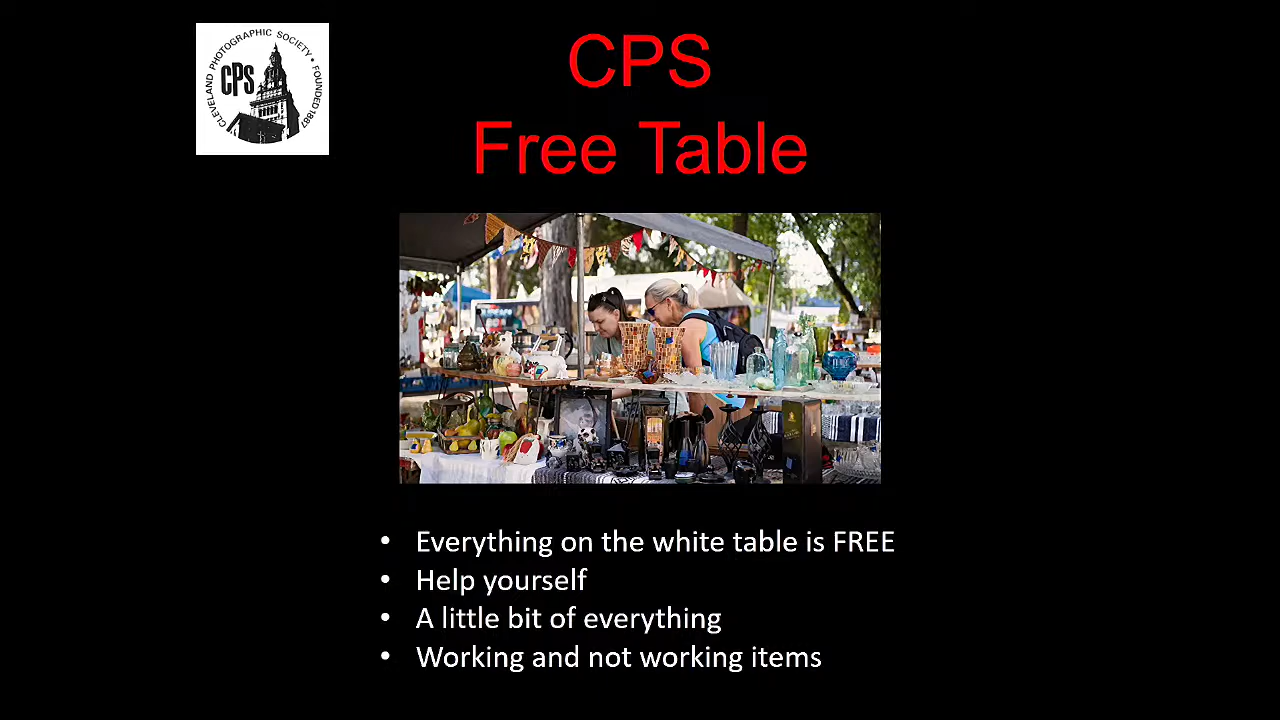 CLEVELAND PHOTOGRAPHIC SOCIETY • FOUNDED 1887
CPS
CPS
Free Table
• Everything on the white table is FREE
• Help yourself
• A little bit of everything
• Working and not working items